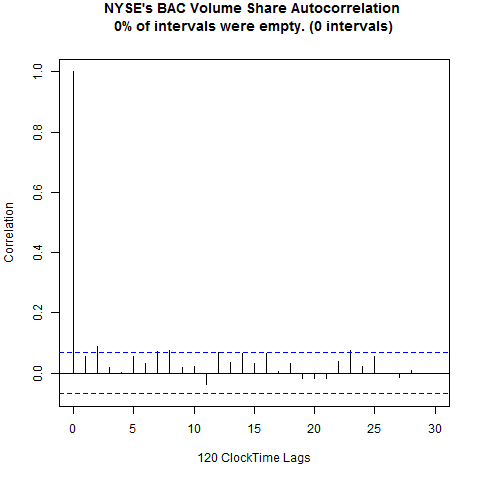 NYSE's BAC Volume Share Autocorrelation
0% of intervals were empty. (0 intervals)
Correlation
1.0
0.8
0.6
0.4
0.2
0.0
0 5 10 15 20 25 30
120 ClockTime Lags